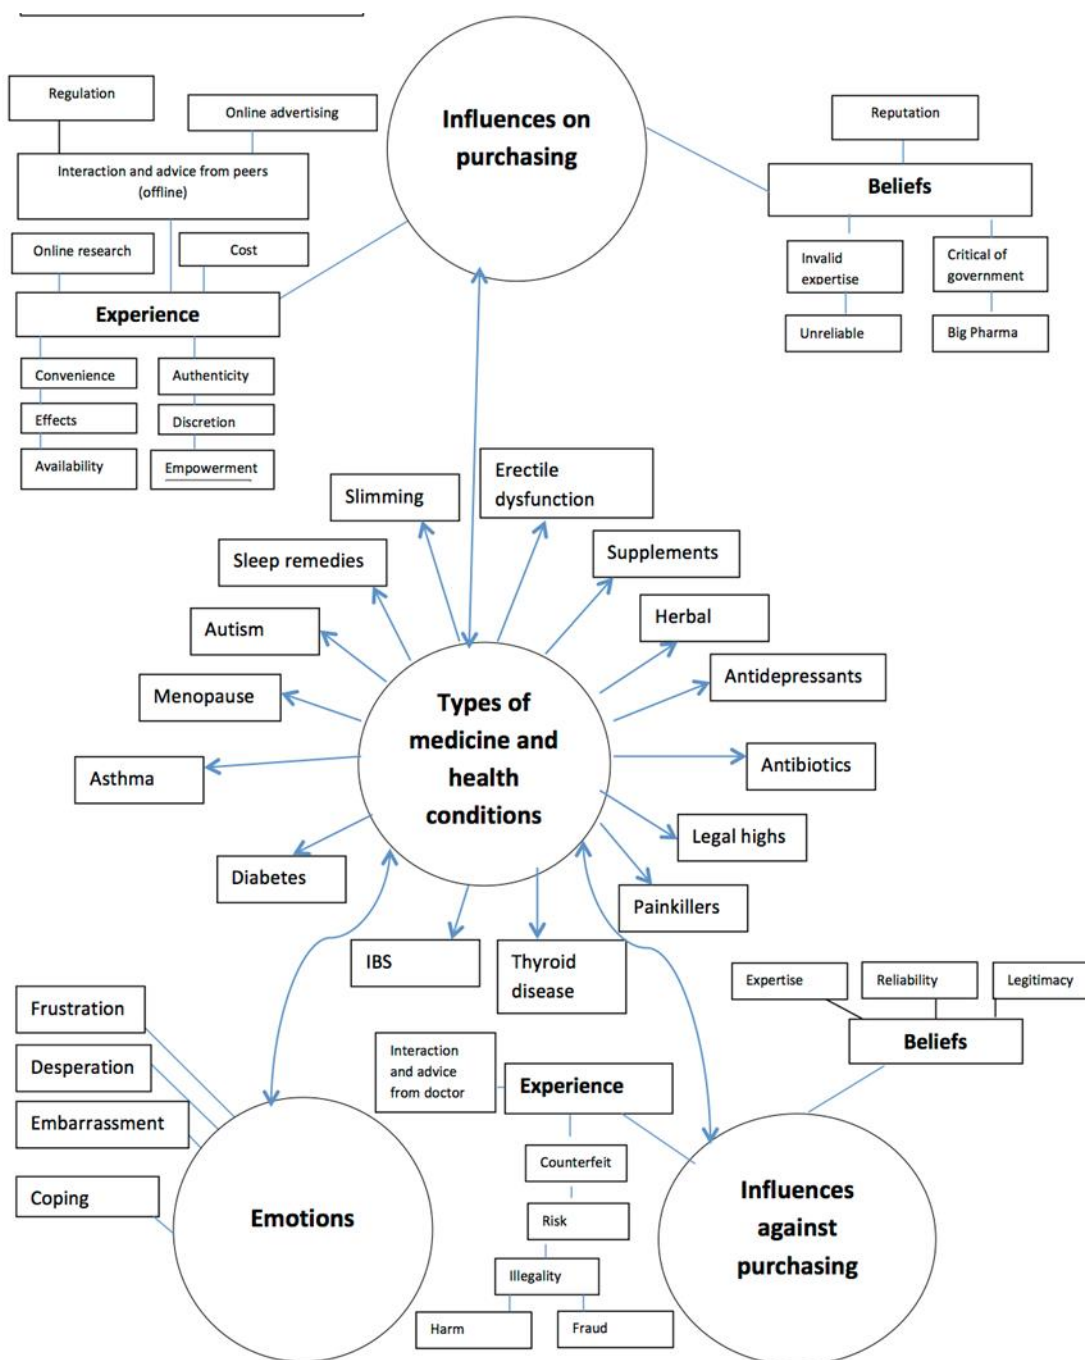 Influences on
purchasing
Regulation
Online advertising
Interaction and advice from peers
(offline)
Online research
Cost
Experience
Convenience
Authenticity
Effects
Discretion
Availability
Empowerment
Reputation
Beliefs
Invalid
expertise
Critical of
government
Unreliable
Big Pharma
Slimming
Erectile
dysfunction
Sleep remedies
Supplements
Autism
Herbal
Menopause
Antidepressants
Asthma
Antibiotics
Types of
medicine and
health
conditions
Diabetes
Legal highs
IBS
Thyroid
disease
Painkillers
Frustration
Desperation
Embarrassment
Coping
Emotions
Interaction
and advice
from doctor
Experience
Counterfeit
Risk
Illegality
Harm
Fraud
Expertise
Reliability
Legitimacy
Beliefs
Influences
against
purchasing